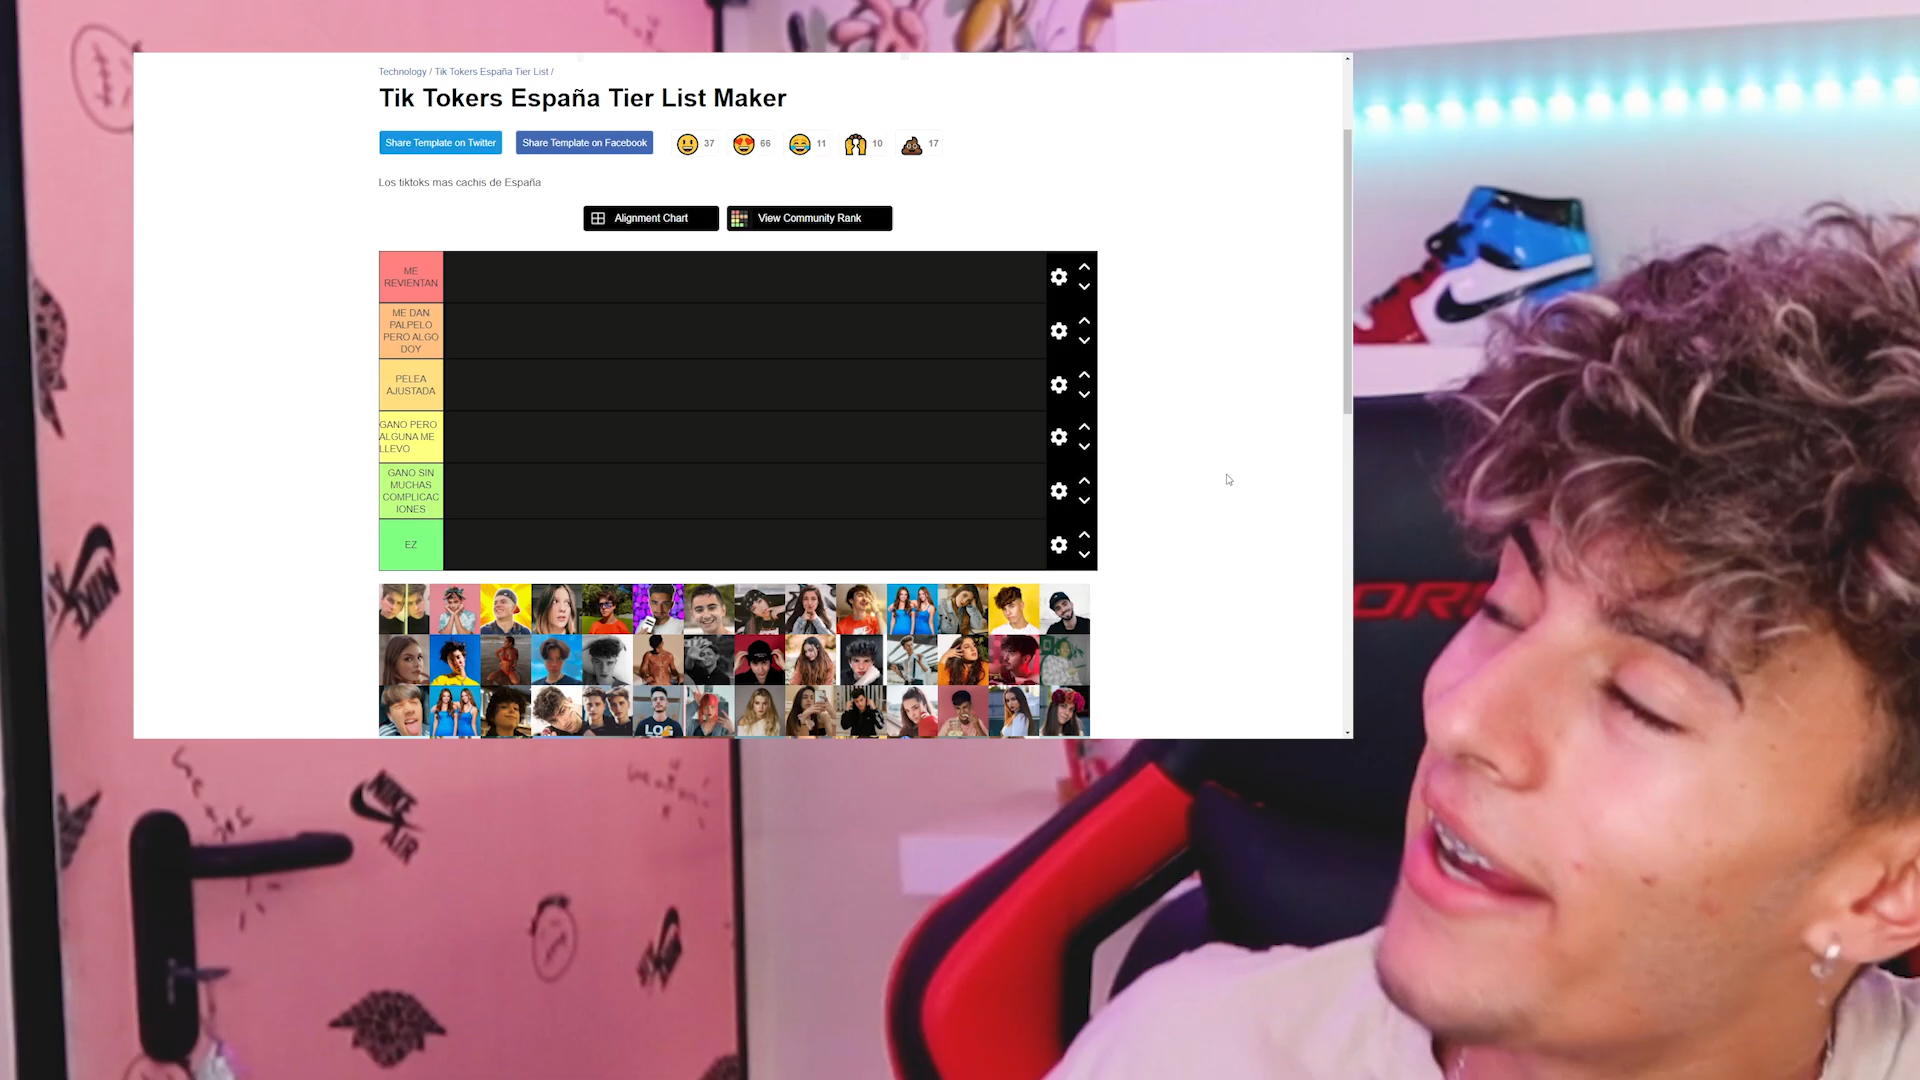 Technology / Tik Tokers España Tier List /
Tik Tokers España Tier List Maker
Share Template on Twitter
Share Template on Facebook
37
66
11
10
17
Los tiktoks mas cachis de España
Alignment Chart
View Community Rank
ME
REVIENTAN
ME DAN
PALPELO
PERO ALGO
DOY
PELEA
AJUSTADA
GANO PERO
ALGUNA ME
LLEVO
GANO SIN
MUCHAS
COMPLICAC
IONES
EZ
NIKE
AIR